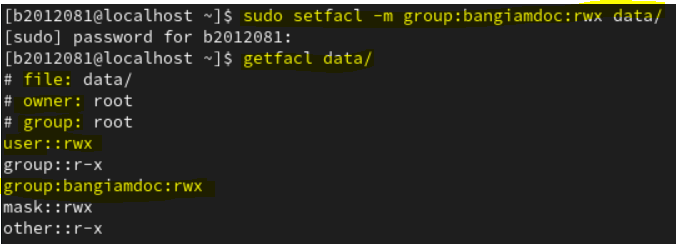 [b2012081@localhost ~]$ sudo setfacl -m group:bangiamdoc:rwx data/
[sudo] password for b2012081:
[b2012081@localhost ~]$ getfacl data/
# file: data/
# owner: root
# group: root
user::rwx
group::r-x
group:bangiamdoc:rwx
mask::rwx
other::r-x